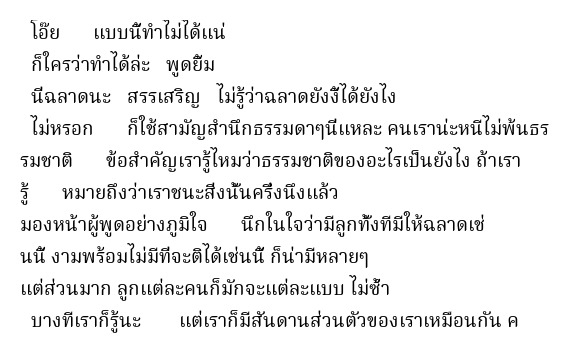 โอ๊ย แบบนี้ทำไม่ได้แน่
ก็ใครว่าทำได้ล่ะ พูดยิ้ม
นี่ฉลาดนะ สรรเสริญ ไม่รู้ว่าฉลาดยังงี้ได้ยังไง
ไม่หรอก ก็ใช้สามัญสำนึกธรรมดาๆนี่แหละ คนเราน่ะหนีไม่พ้นธร
รมชาติ ข้อสำคัญเรารู้ไหมว่าธรรมชาติของอะไรเป็นยังไง ถ้าเรา
รู้ หมายถึงว่าเราชนะสิ่งนั้นครึ่งนึงแล้ว
มองหน้าผู้พูดอย่างภูมิใจ นึกในใจว่ามีลูกทั้งทีมีให้ฉลาดเช่
นนี้ งามพร้อมไม่มีที่จะติได้เช่นนี้ ก็น่ามีหลายๆ
แต่ส่วนมาก ลูกแต่ละคนก็มักจะแต่ละแบบ ไม่ซ้ำ
บางทีเราก็รู้นะ แต่เราก็มีสันดานส่วนตัวของเราเหมือนกัน ค